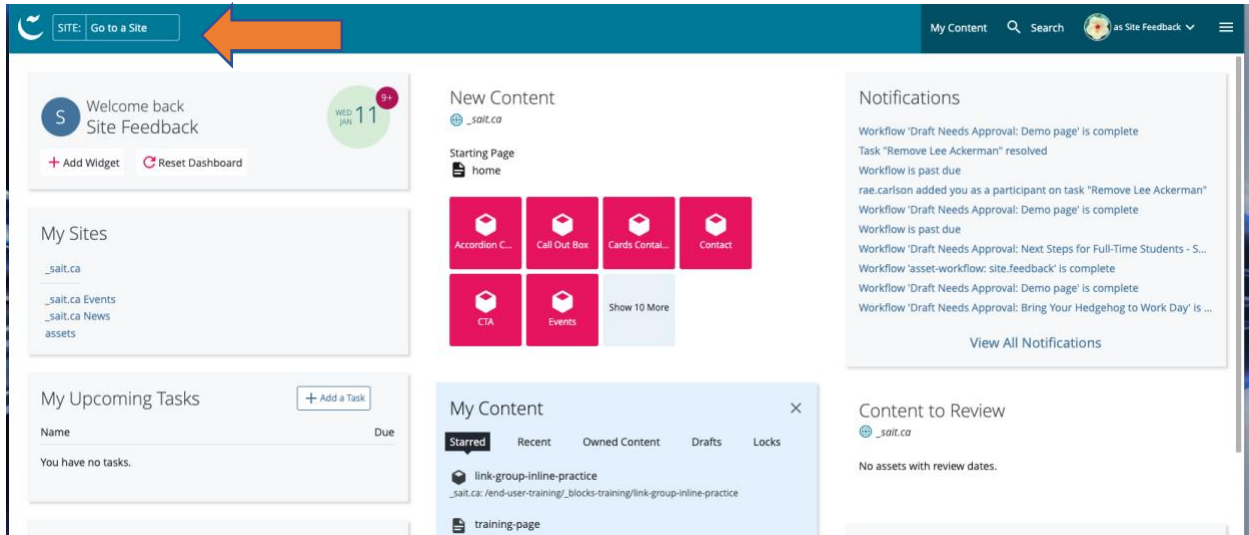 SITE: Go to a Site
My Content Search as Site Feedback
S
Welcome back
Site Feedback
WED
JAN
11
9+
Add Widget Reset Dashboard
My Sites
_sait.ca
_sait.ca Events
_sait.ca News
assets
My Upcoming Tasks
Add a Task
Name Due
You have no tasks.
New Content
_sait.ca
Starting Page
home
Accordion C... Call Out Box Cards Contai... Contact
CTA Events Show 10 More
My Content
Starred Recent Owned Content Drafts Locks
link-group-inline-practice
_sait.ca: /end-user-training/_blocks-training/link-group-inline-practice
training-page
Notifications
Workflow 'Draft Needs Approval: Demo page' is complete
Task "Remove Lee Ackerman" resolved
Workflow is past due
rae.carlson added you as a participant on task "Remove Lee Ackerman"
Workflow 'Draft Needs Approval: Demo page' is complete
Workflow is past due
Workflow 'Draft Needs Approval: Next Steps for Full-Time Students - S...
Workflow 'asset-workflow: site.feedback' is complete
Workflow 'Draft Needs Approval: Demo page' is complete
Workflow 'Draft Needs Approval: Bring Your Hedgehog to Work Day' is ...
View All Notifications
Content to Review
_sait.ca
No assets with review dates.